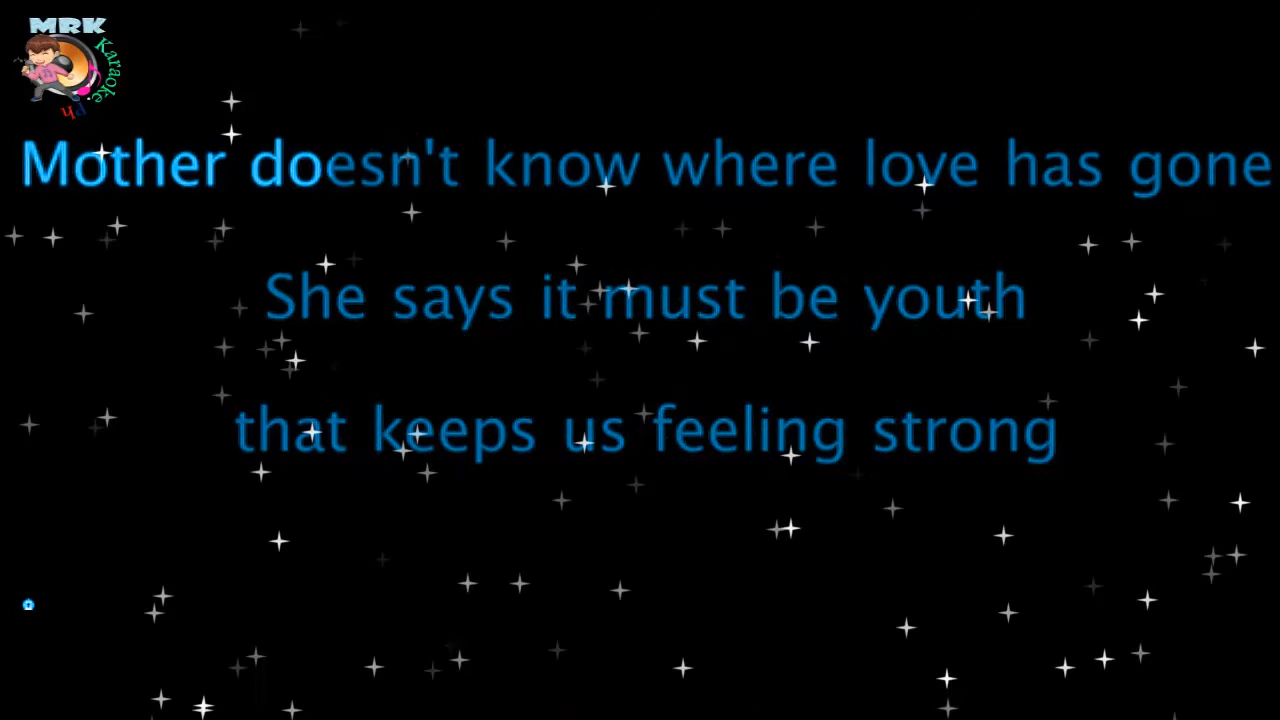 MRK
Karaoke
ph
Mother doesn't know where love has gone
She says it must be youth
that keeps us feeling strong